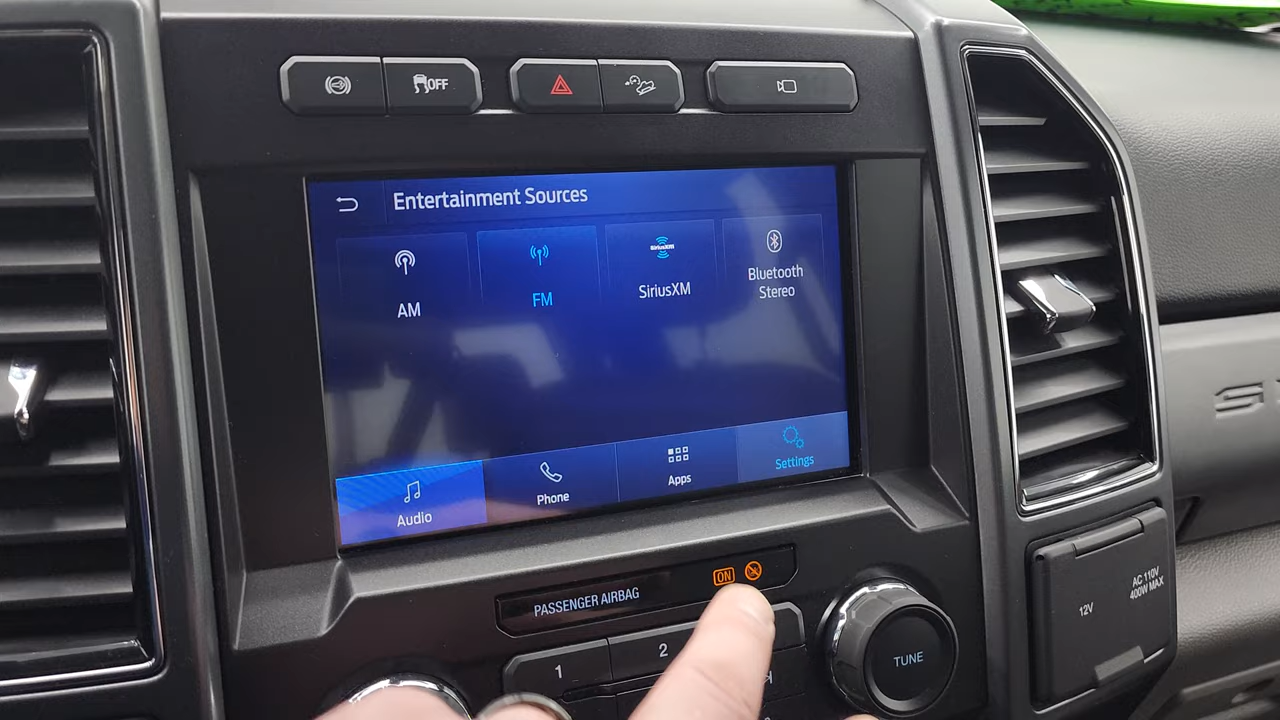 OFF
Entertainment Sources
AM
FM
SiriusXM
SiriusXM
Bluetooth
Stereo
Audio
Phone
Apps
Settings
PASSENGER AIRBAG
ON
1
2
TUNE
12V
AC 110V
400W MAX